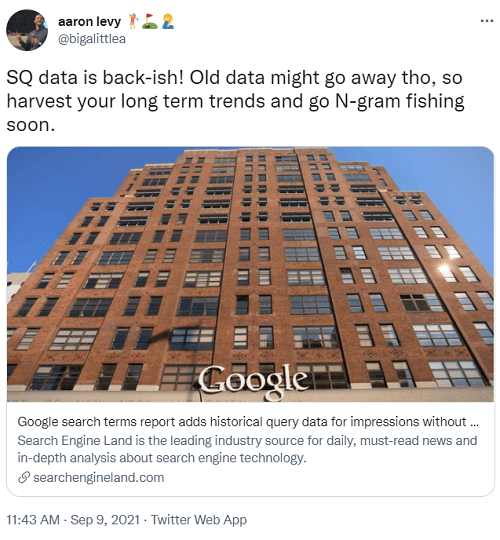 aaron levy 🏌️⛳🤦‍♂️
@bigalittlea
SQ data is back-ish! Old data might go away tho, so
harvest your long term trends and go N-gram fishing
soon.
Google
Google search terms report adds historical query data for impressions without ...
Search Engine Land is the leading industry source for daily, must-read news and
in-depth analysis about search engine technology.
searchengineland.com
11:43 AM · Sep 9, 2021 · Twitter Web App